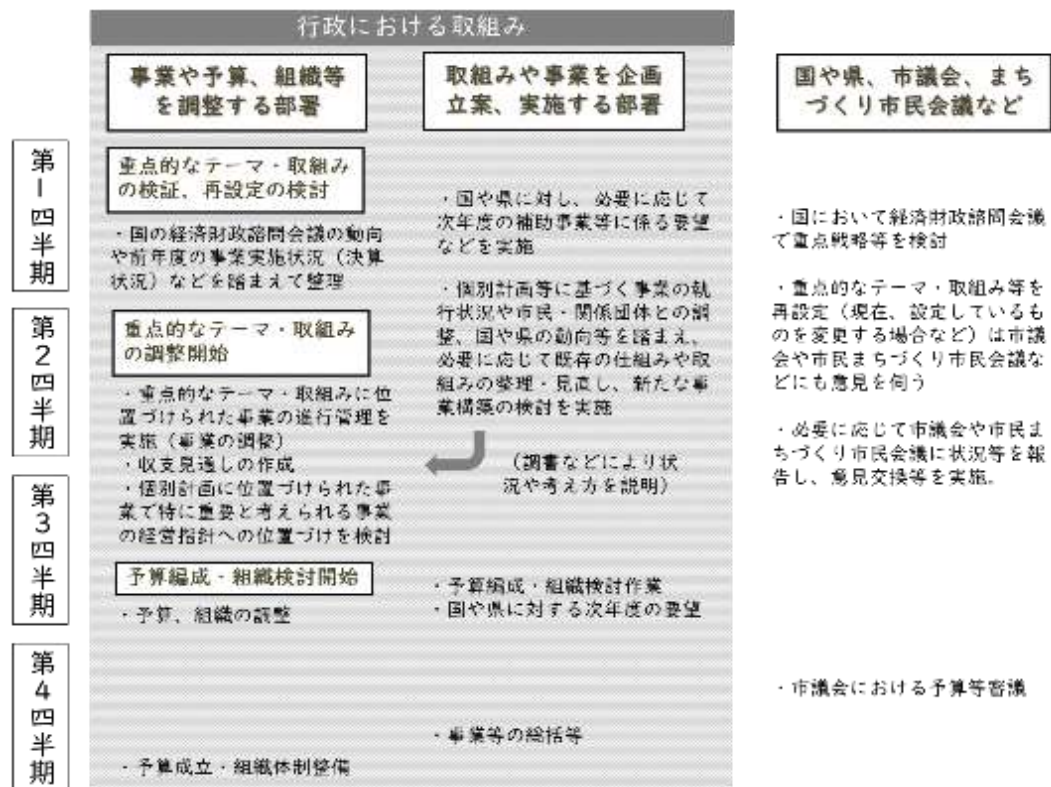 行政における取組み
事業や予算、組織等
を調整する部署
取組みや事業を企画
立案、実施する部署
国や県、市議会、まち
づくり市民会議など
第1四半期
重点的なテーマ・取組み
の検証、再設定の検討
・国の経済財政諮問会議の動向
や前年度の事業実施状況（決算
状況）などを踏まえて整理
・国や県に対し、必要に応じて
次年度の補助事業等に係る要望
などを実施
・国において経済財政諮問会議
で重点戦略等を検討
第2四半期
重点的なテーマ・取組み
の調整開始
・重点的なテーマ・取組みに位
置づけられた事業の進行管理を
実施（事業の調整）
・収支見通しの作成
・個別計画に位置づけられた事
業で特に重要と考えられる事業
の経営指針への位置づけを検討
・個別計画等に基づく事業の執
行状況や市民・関係団体との調
整、国や県の動向等を踏まえ、
必要に応じて既存の仕組みや取
組みの整理・見直し、新たな事
業構築の検討を実施
（調書などにより状
況や考え方を説明）
・重点的なテーマ・取組み等を
再設定（現在、設定しているも
のを変更する場合など）は市議
会や市民まちづくり市民会議な
どにも意見を伺う
・必要に応じて市議会や市民ま
ちづくり市民会議に状況等を報
告し、意見交換等を実施。
第3四半期
予算編成・組織検討開始
・予算、組織の調整
・予算編成・組織検討作業
・国や県に対する次年度の要望
第4四半期
・予算成立・組織体制整備
・事業等の総括等
・市議会における予算等審議